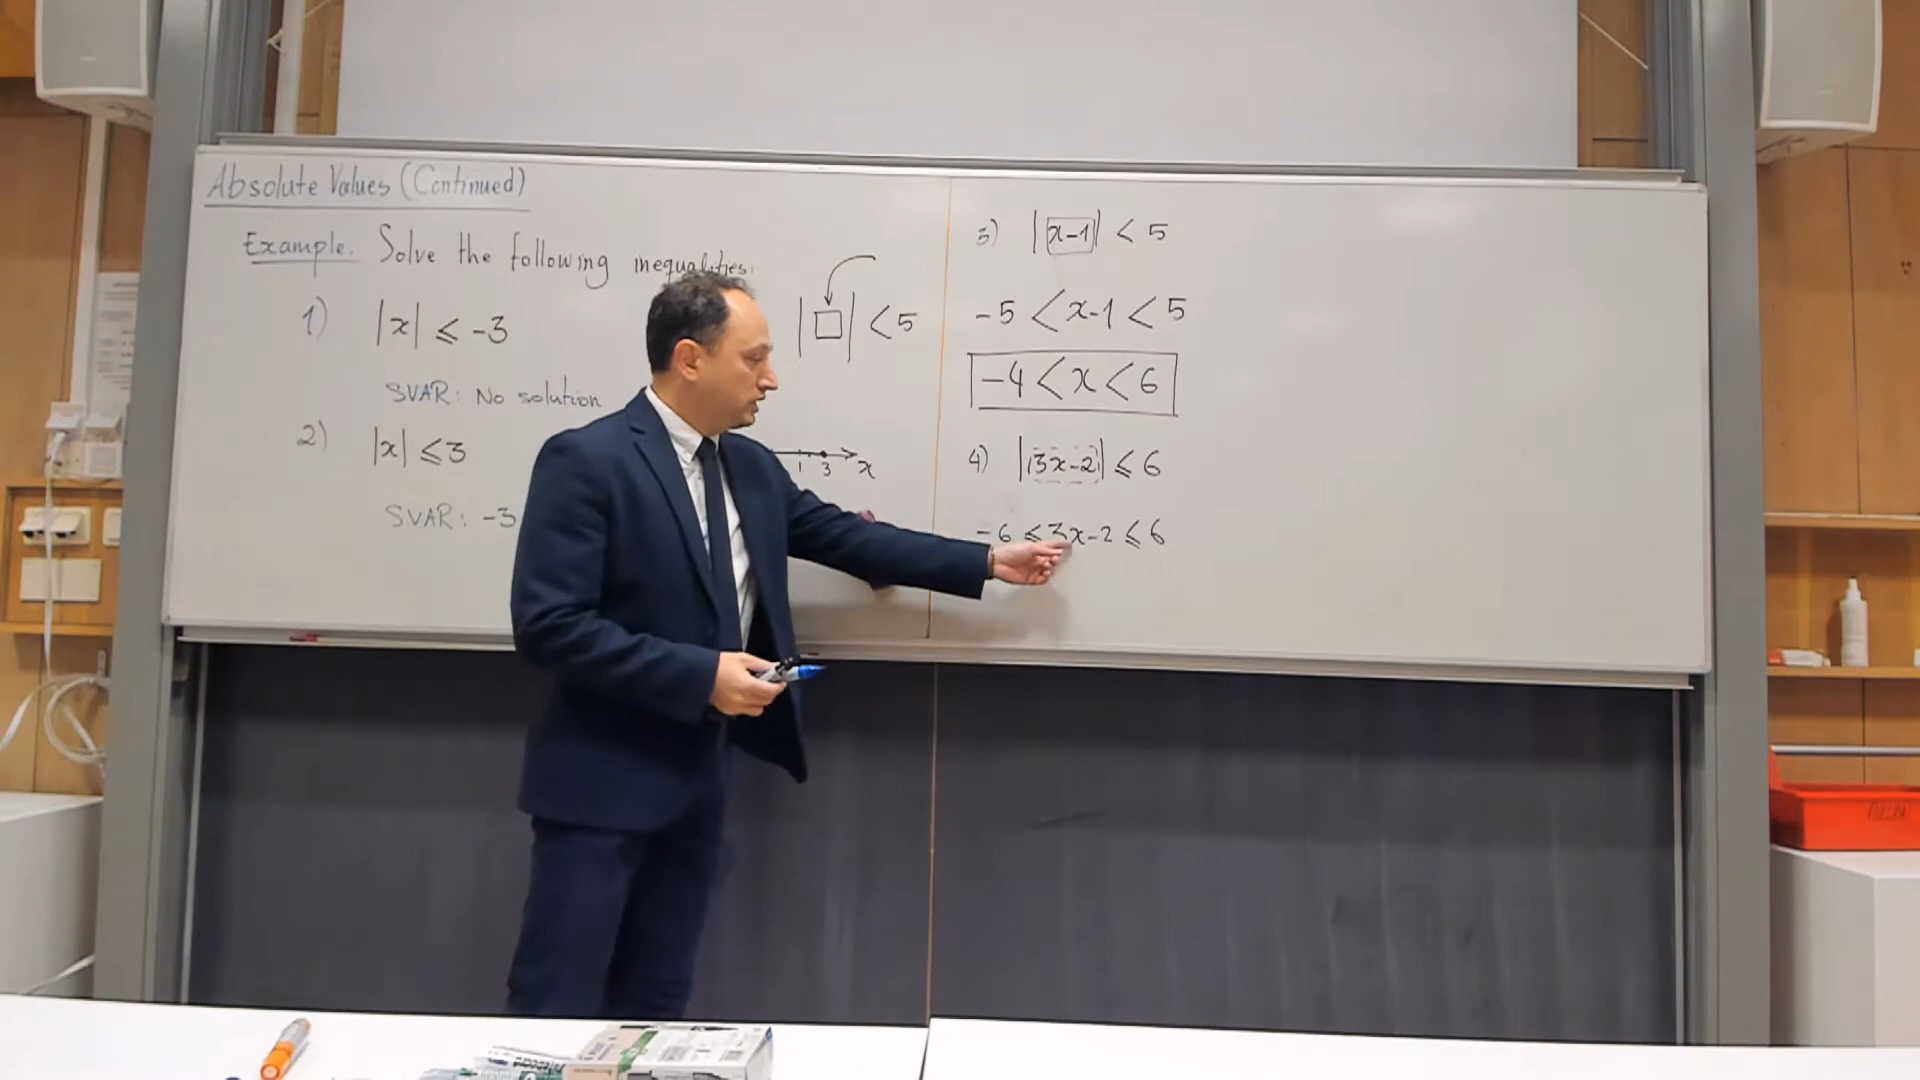 Absolute Values (Continued)
Example. Solve the following inequalities:
1) |x| ⩽ -3
SVAR: No solution
2) |x| ⩽ 3
SVAR: -3
|□| < 5
1 3 x
3) |x-1| < 5
-5 < x-1 < 5
-4 < x < 6
4) |3x-2| ⩽ 6
-6 ⩽ 3x-2 ⩽ 6